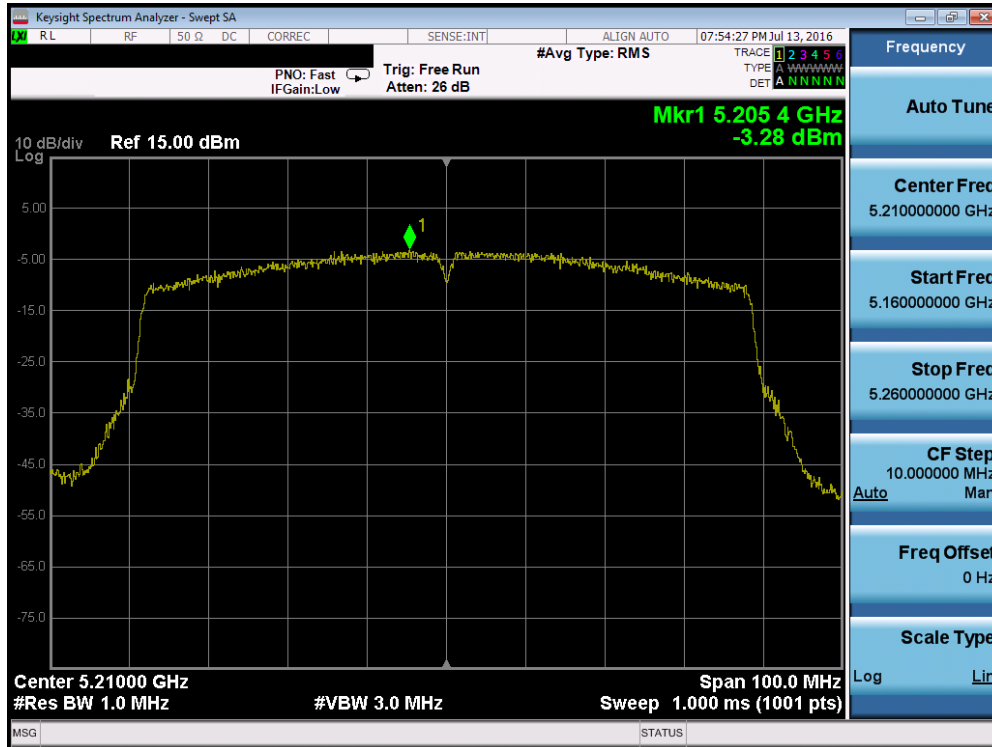 Keysight Spectrum Analyzer - Swept SA
LXI RL RF 50 Ω DC CORREC SENSE:INT ALIGN AUTO 07:54:27 PM Jul 13, 2016
Frequency
#Avg Type: RMS
TRACE 1 2 3 4 5 6
PNO: Fast Trig: Free Run
TYPE A WWWWW
IFGain:Low Atten: 26 dB
DET A N N N N N
Auto Tune
Mkr1 5.205 4 GHz
-3.28 dBm
10 dB/div Ref 15.00 dBm
Log
1
5.00
-5.00
-15.0
-25.0
-35.0
-45.0
-55.0
-65.0
-75.0
Center Freq
5.210000000 GHz
Start Freq
5.160000000 GHz
Stop Freq
5.260000000 GHz
CF Step
10.000000 MHz
Auto Man
Freq Offset
0 Hz
Scale Type
Log Lin
Center 5.21000 GHz Span 100.0 MHz
#Res BW 1.0 MHz #VBW 3.0 MHz Sweep 1.000 ms (1001 pts)
MSG STATUS